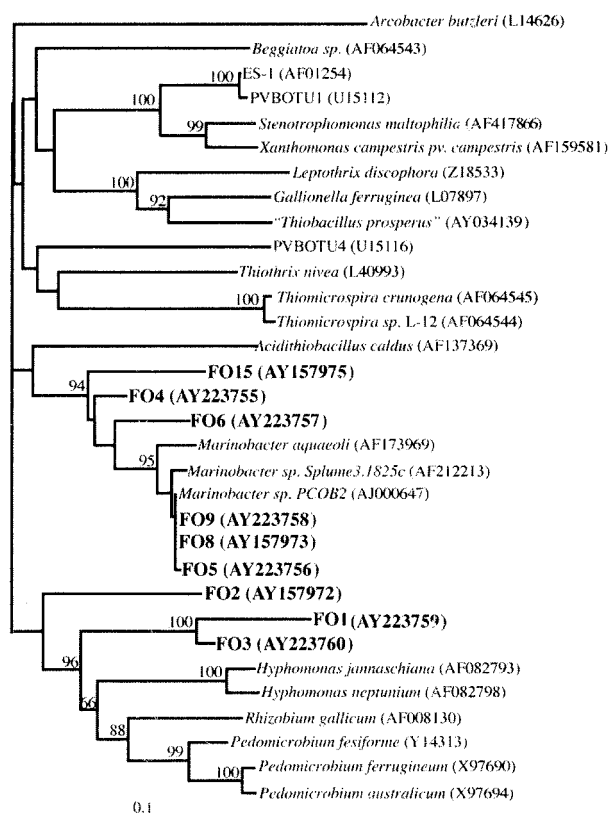 Arcobacter butzleri (L14626)
Beggiatoa sp. (AF064543)
100
ES-1 (AF01254)
PVBOTU1 (U15112)
100
99
Stenotrophomonas maltophilia (AF417866)
Xanthomonas campestris pv. campestris (AF159581)
Leptothrix discophora (Z18533)
100
Gallionella ferruginea (L07897)
92
"Thiobacillus prosperus" (AY034139)
PVBOTU4 (U15116)
Thiothrix nivea (L40993)
100
Thiomicrospira crunogena (AF064545)
Thiomicrospira sp. L-12 (AF064544)
Acidithiobacillus caldus (AF137369)
FO15 (AY157975)
94
FO4 (AY223755)
FO6 (AY223757)
Marinobacter aquaeoli (AF173969)
95
Marinobacter sp. Splume3.1825c (AF212213)
Marinobacter sp. PCOB2 (AJ000647)
FO9 (AY223758)
FO8 (AY157973)
FO5 (AY223756)
FO2 (AY157972)
100
FO1 (AY223759)
FO3 (AY223760)
96
100
Hyphomonas jannaschiana (AF082793)
Hyphomonas neptunium (AF082798)
66
Rhizobium gallicum (AF008130)
88
Pedomicrobium fesiforme (Y14313)
99
Pedomicrobium ferrugineum (X97690)
100
Pedomicrobium australicum (X97694)
0.1